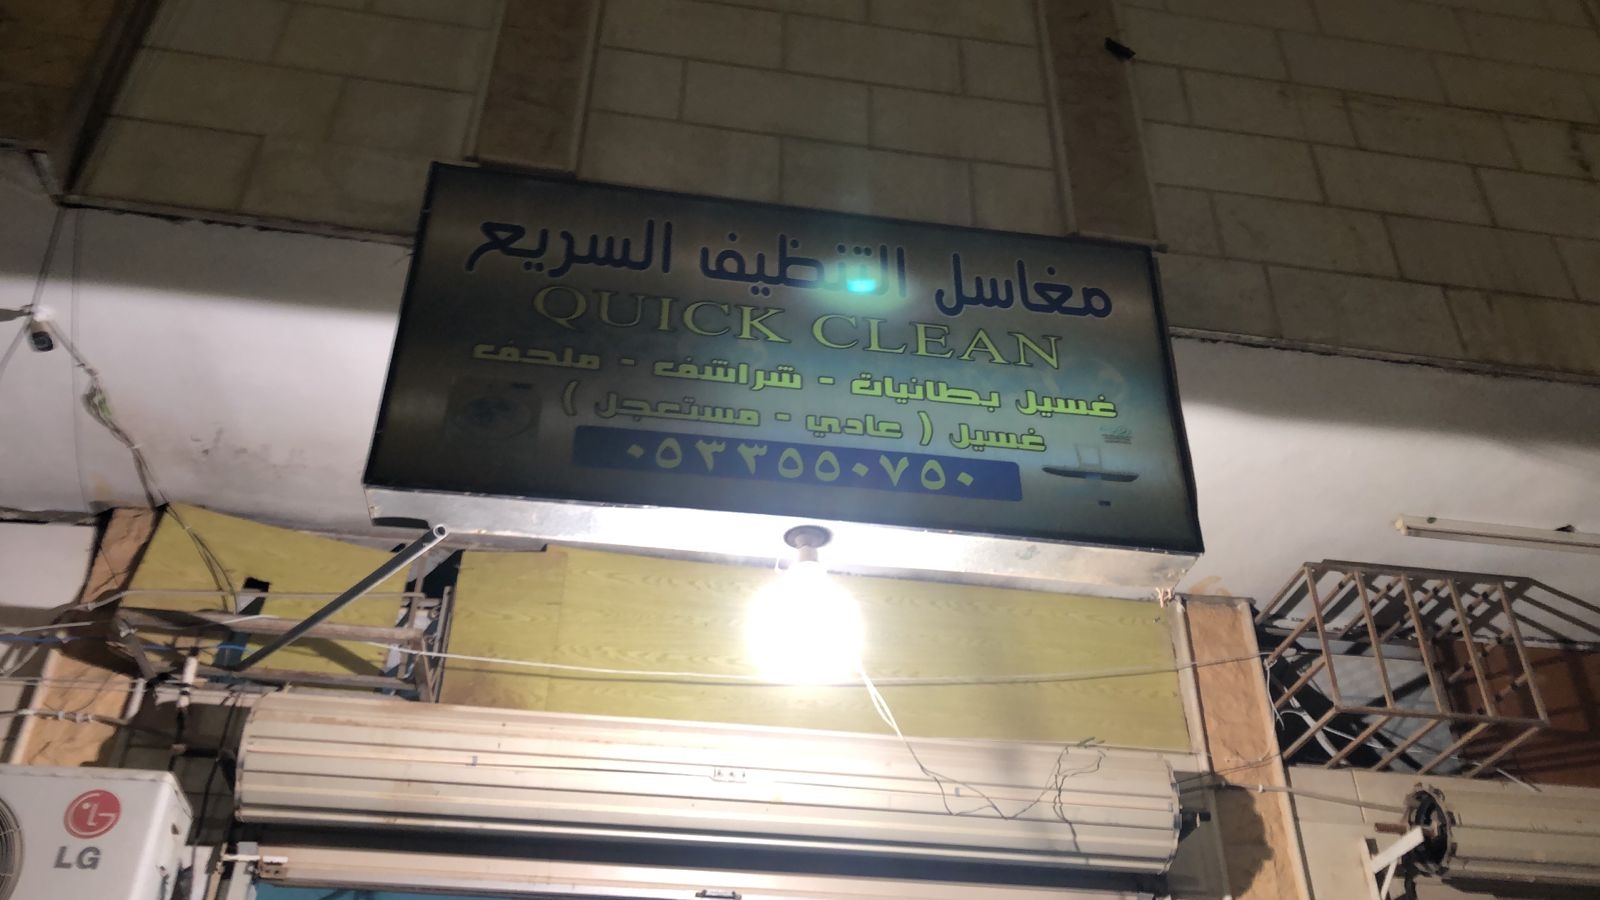 مغاسل التنظيف السريع
QUICK CLEAN
غسيل بطانيات - شراشف - ملحف
غسيل ( عادي - مستعجل )
٠٥٣٣٥٥٠٧٥٠
LG